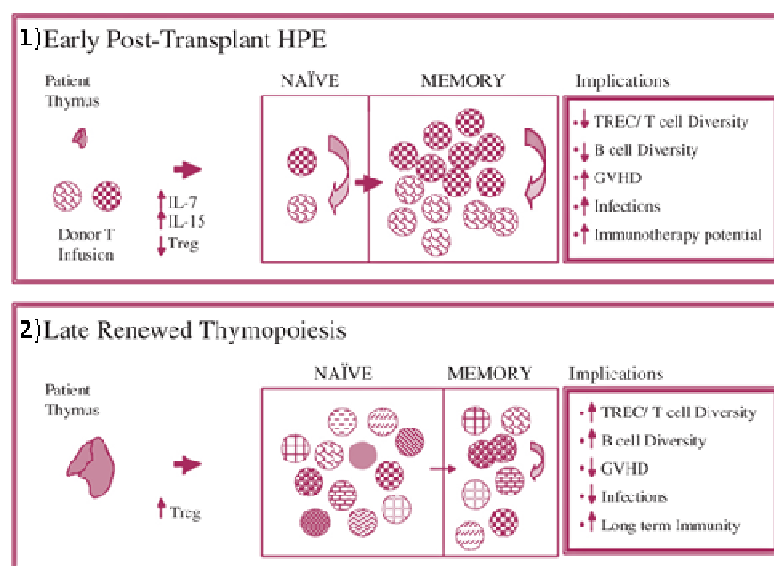 1) Early Post-Transplant HPE
Patient
Thymus
NAÏVE
MEMORY
Implications
IL-7
IL-15
Treg
Donor T
Infusion
• ↓ TREC/ T cell Diversity
• ↓ B cell Diversity
• ↑ GVHD
• ↑ Infections
• ↑ Immunotherapy potential
2) Late Renewed Thymopoiesis
Patient
Thymus
NAÏVE
MEMORY
Implications
Treg
• ↑ TREC/ T cell Diversity
• ↑ B cell Diversity
• ↓ GVHD
• ↓ Infections
• ↑ Long term Immunity